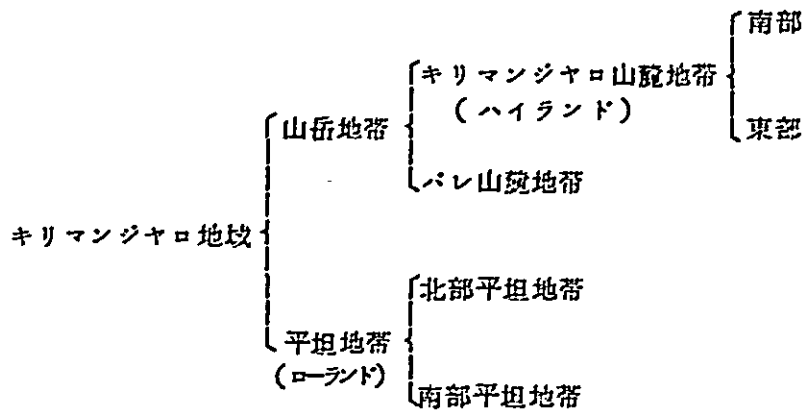 南部
キリマンジャロ山麓地帯
(ハイランド)
東部
山岳地帯
パレ山麓地帯
キリマンジャロ地域
北部平坦地帯
平坦地帯
(ローランド)
南部平坦地帯